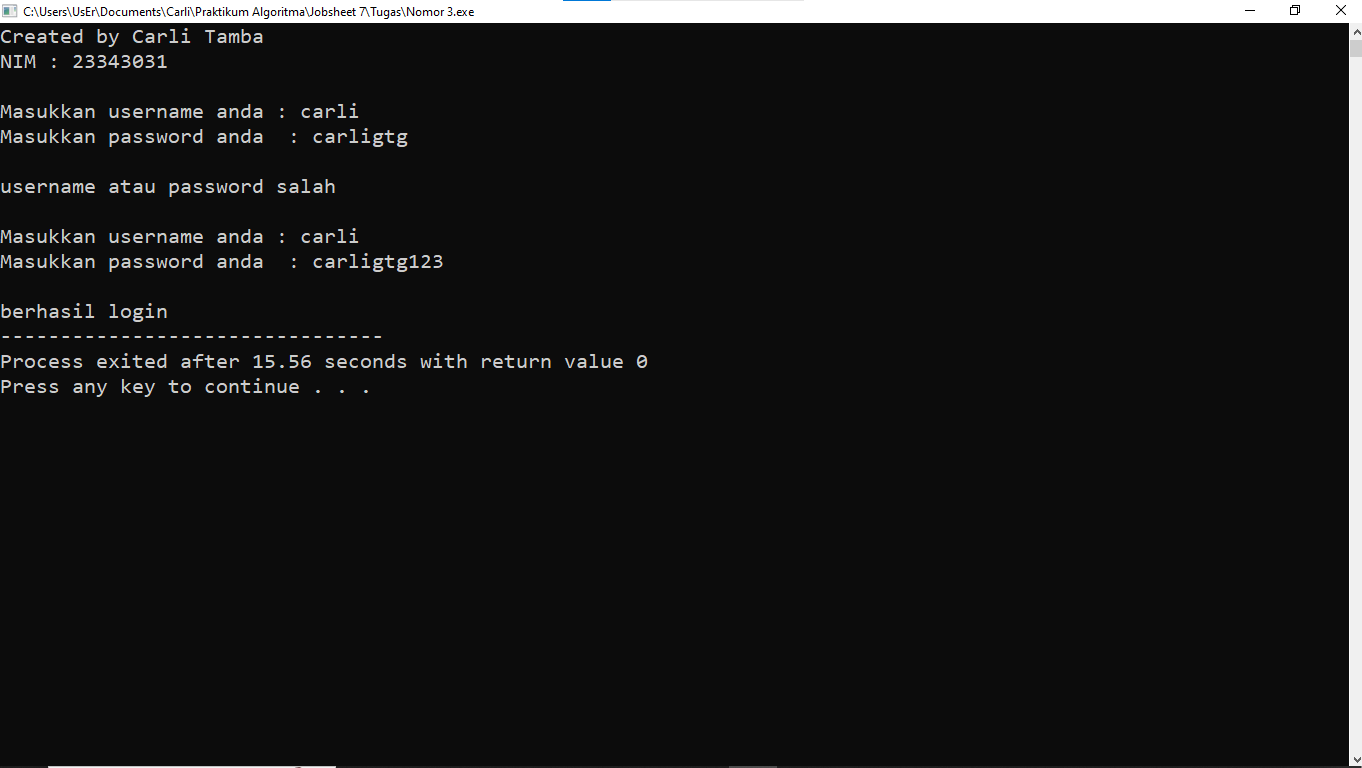 C:\Users\UsEr\Documents\Carli\Praktikum Algoritma\Jobsheet 7\Tugas\Nomor 3.exe
Created by Carli Tamba
NIM : 23343031
Masukkan username anda : carli
Masukkan password anda  : carligtg
username atau password salah
Masukkan username anda : carli
Masukkan password anda  : carligtg123
berhasil login
--------------------------------
Process exited after 15.56 seconds with return value 0
Press any key to continue . . .